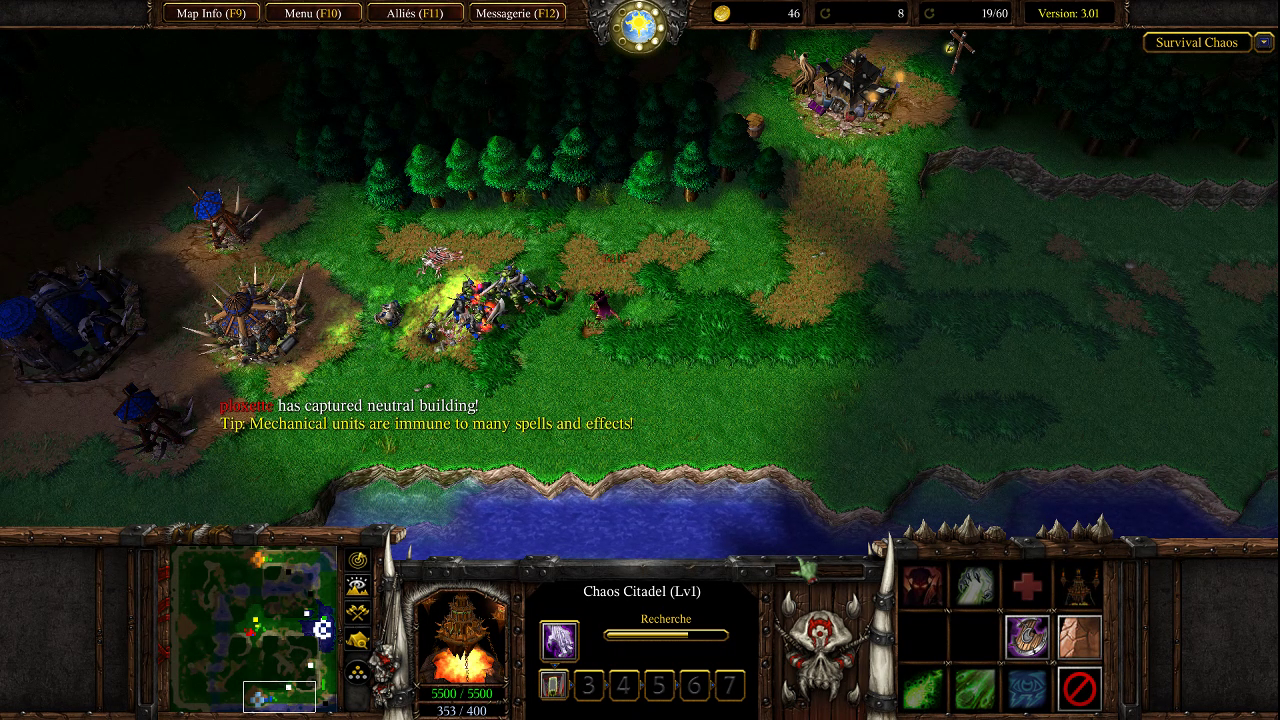 Map Info (F9) Menu (F10) Alliés (F11) Messagerie (F12) 46 8 19/60 Version: 3.01
Survival Chaos
ploxette has captured neutral building!
Tip: Mechanical units are immune to many spells and effects!
Chaos Citadel (Lv1)
Recherche
3 4 5 6 7
5500 / 5500
353 / 400